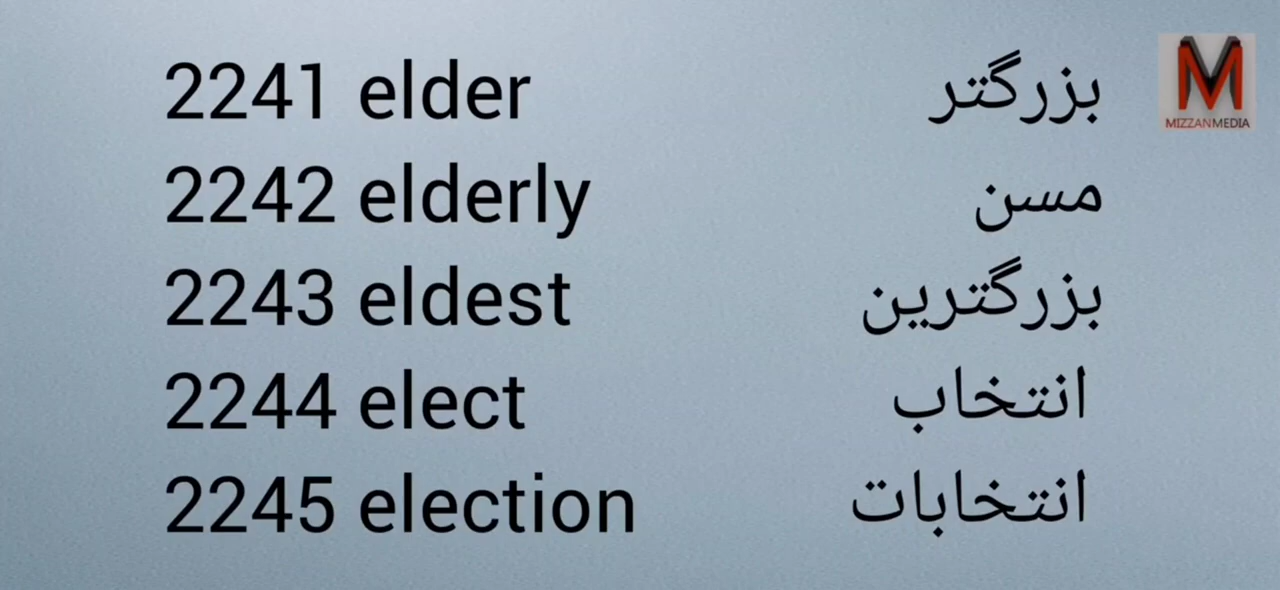 2241 elder بزرگتر
2242 elderly مسن
2243 eldest بزرگترین
2244 elect انتخاب
2245 election انتخابات
M
MIZZANMEDIA